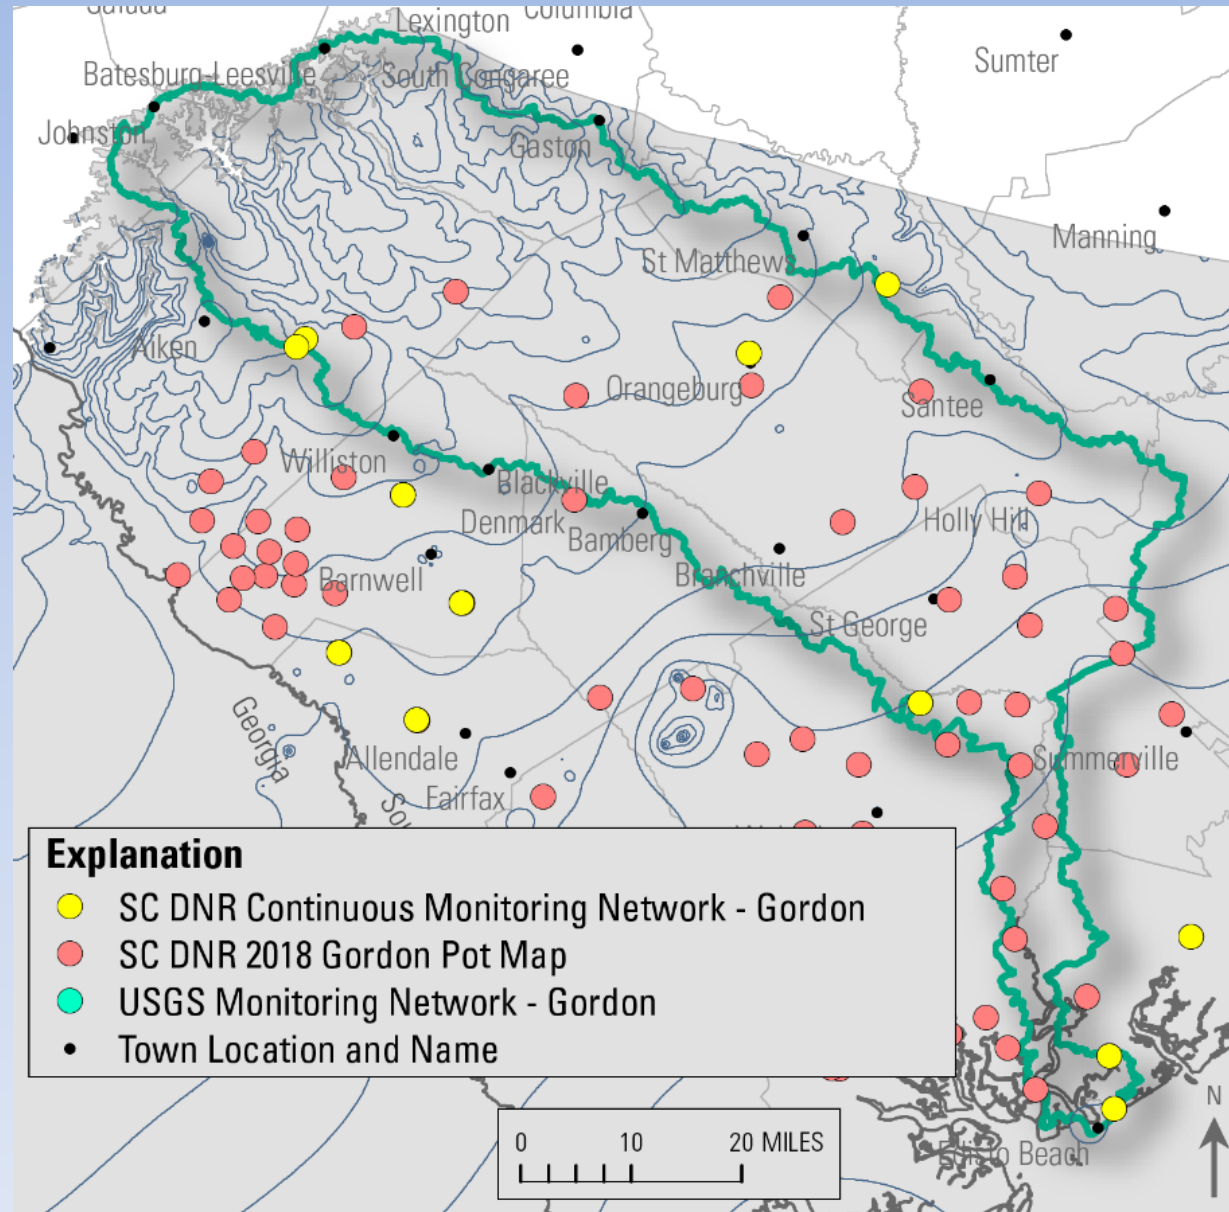 Lexington
Columbia
Sumter
Batesburg-Leesville
South Congaree
Johnston
Gaston
Manning
St Matthews
Aiken
Orangeburg
Santee
Williston
Blackville
Denmark
Bamberg
Holly Hill
Branchville
Barnwell
St George
Georgia
Allendale
Summerville
Fairfax
Explanation
SC DNR Continuous Monitoring Network - Gordon
SC DNR 2018 Gordon Pot Map
USGS Monitoring Network - Gordon
Town Location and Name
N
0 10 20 MILES
Edisto Beach